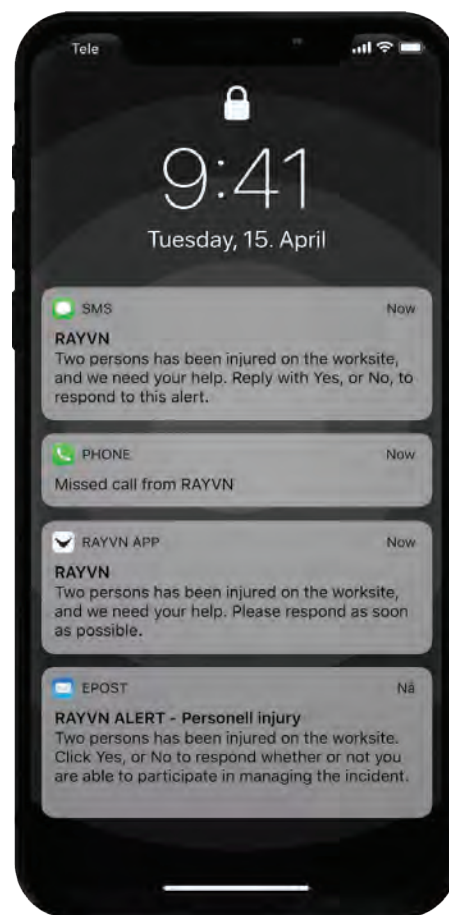 Tele
9:41
Tuesday, 15. April
SMS Now
RAYVN
Two persons has been injured on the worksite,
and we need your help. Reply with Yes, or No, to
respond to this alert.
PHONE Now
Missed call from RAYVN
RAYVN APP Now
RAYVN
Two persons has been injured on the worksite,
and we need your help. Please respond as soon
as possible.
EPOST Nå
RAYVN ALERT - Personell injury
Two persons has been injured on the worksite.
Click Yes, or No to respond whether or not you
are able to participate in managing the incident.